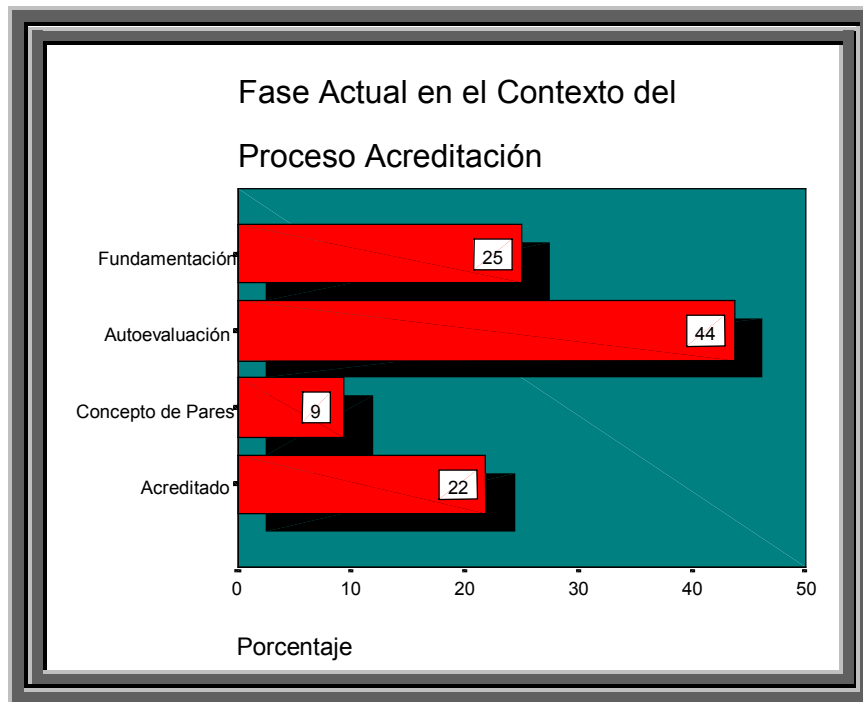 Fase Actual en el Contexto del
Proceso Acreditación
Fundamentación
25
Autoevaluación
44
Concepto de Pares
9
Acreditado
22
0 10 20 30 40 50
Porcentaje